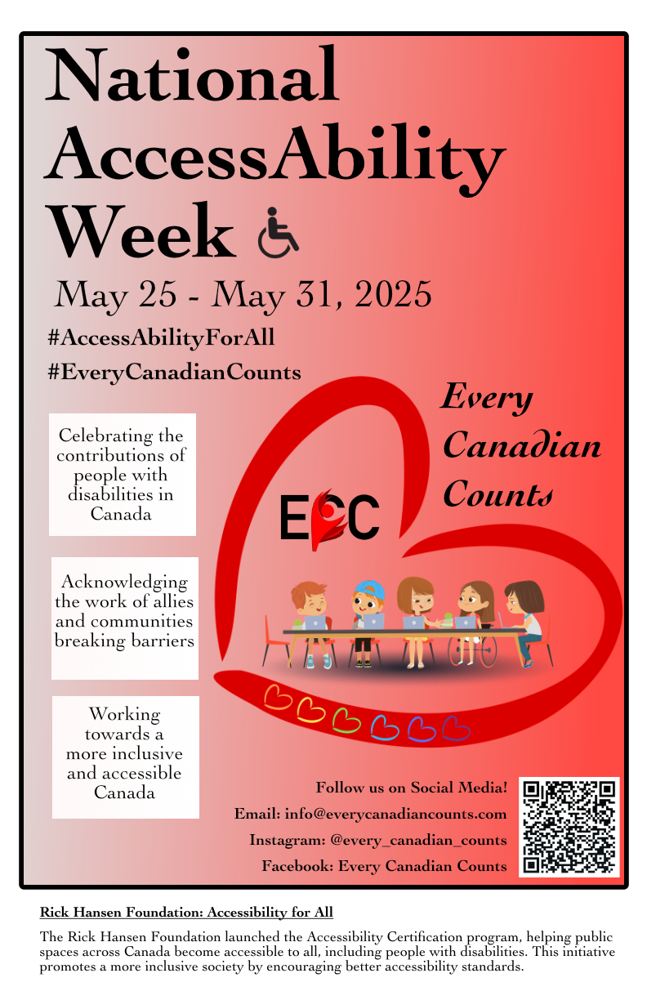 National
AccessAbility
Week
May 25 - May 31, 2025
#AccessAbilityForAll
#EveryCanadianCounts
Every
Canadian
Counts
Celebrating the
contributions of
people with
disabilities in
Canada
ECC
Acknowledging
the work of allies
and communities
breaking barriers
Working
towards a
more inclusive
and accessible
Canada
Follow us on Social Media!
Email: info@everycanadiancounts.com
Instagram: @every_canadian_counts
Facebook: Every Canadian Counts
Rick Hansen Foundation: Accessibility for All
The Rick Hansen Foundation launched the Accessibility Certification program, helping public
spaces across Canada become accessible to all, including people with disabilities. This initiative
promotes a more inclusive society by encouraging better accessibility standards.